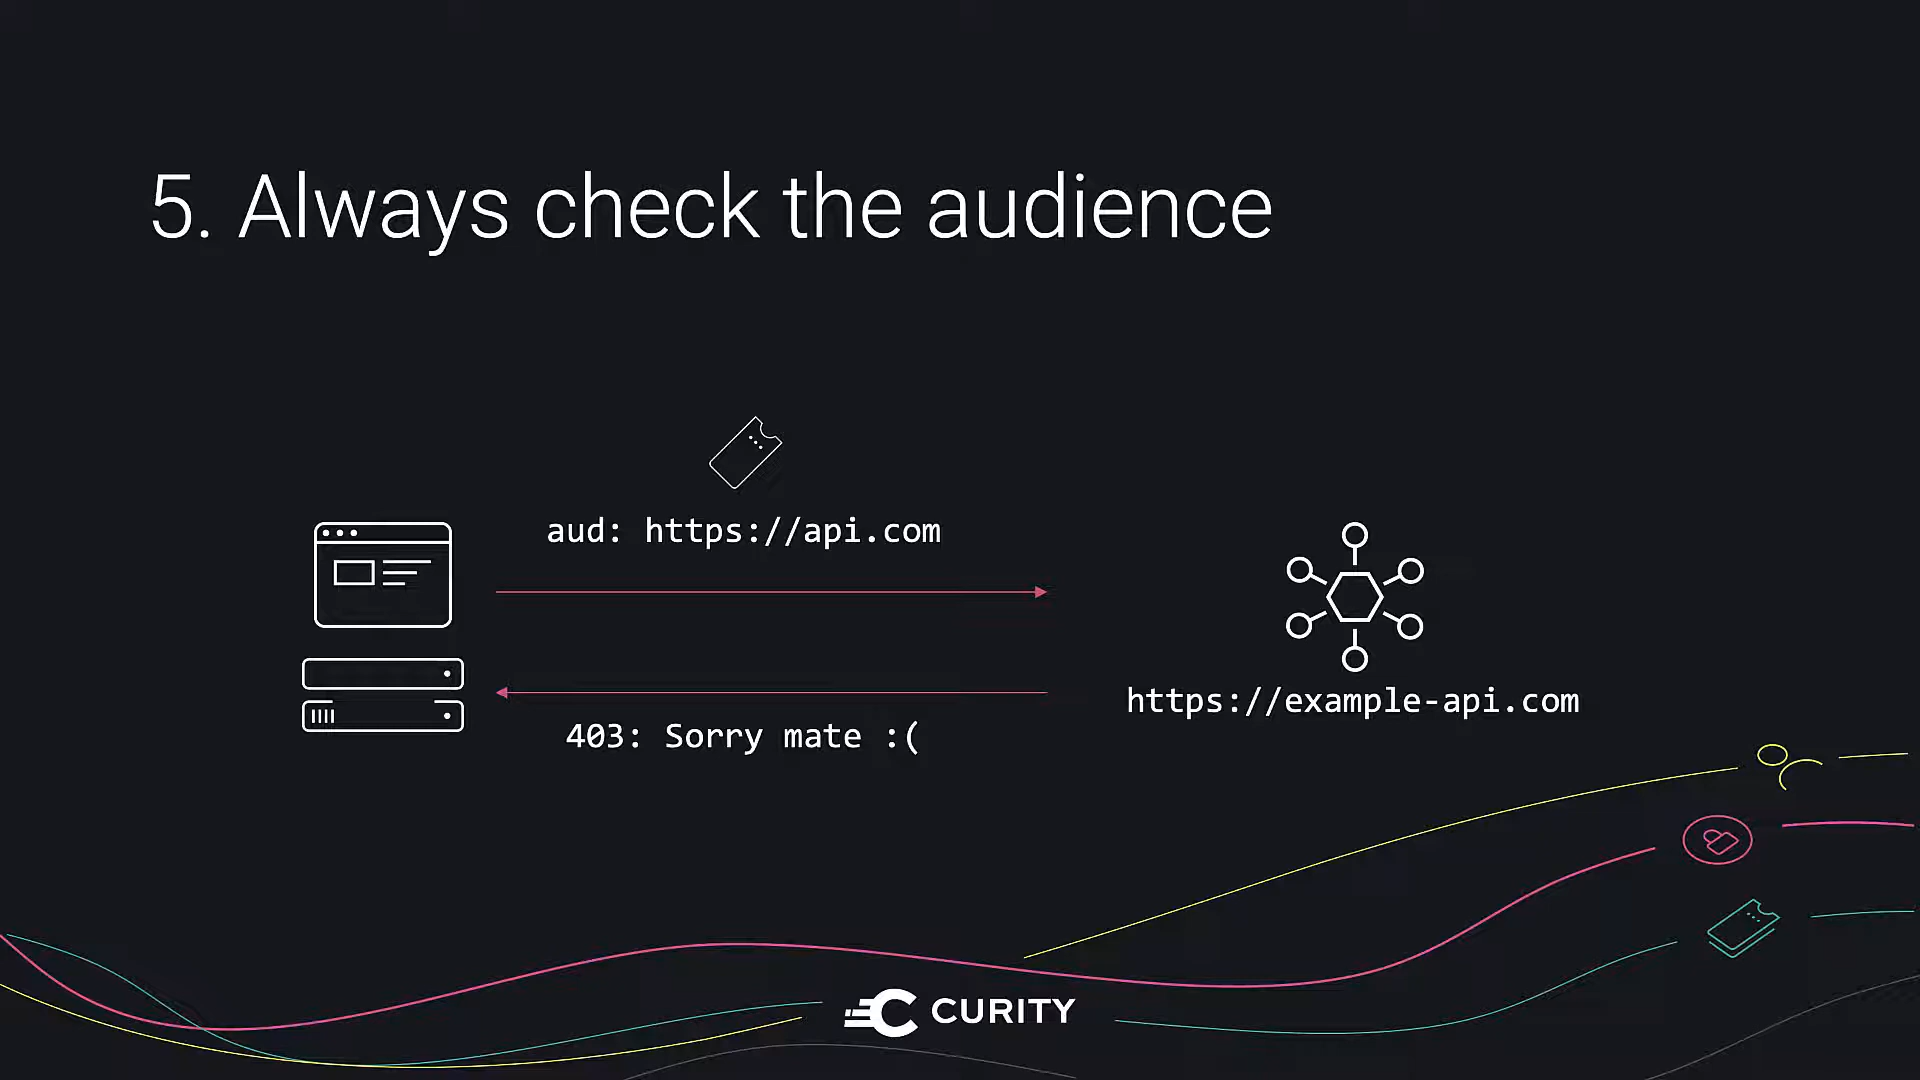 5. Always check the audience
aud: https://api.com
https://example-api.com
403: Sorry mate :(
CURITY